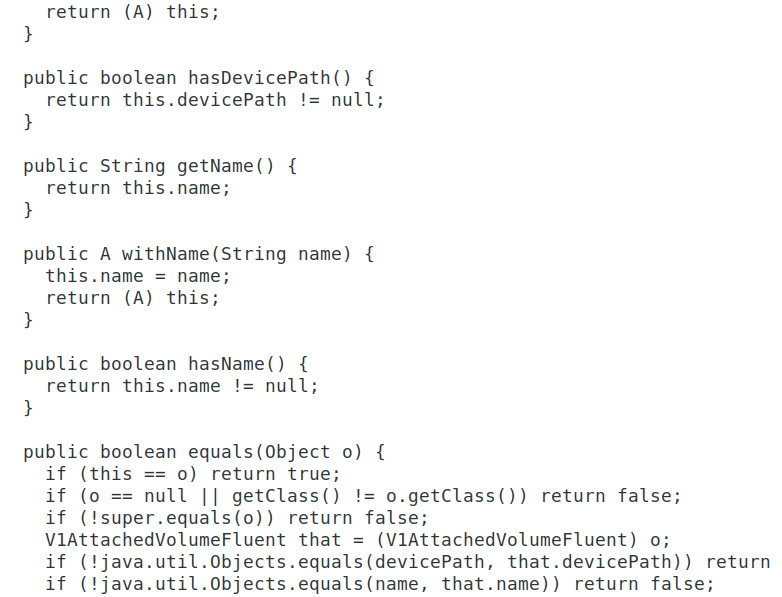 return (A) this;
}
public boolean hasDevicePath() {
return this.devicePath != null;
}
public String getName() {
return this.name;
}
public A withName(String name) {
this.name = name;
return (A) this;
}
public boolean hasName() {
return this.name != null;
}
public boolean equals(Object o) {
if (this == o) return true;
if (o == null || getClass() != o.getClass()) return false;
if (!super.equals(o)) return false;
V1AttachedVolumeFluent that = (V1AttachedVolumeFluent) o;
if (!java.util.Objects.equals(devicePath, that.devicePath)) return
if (!java.util.Objects.equals(name, that.name)) return false;